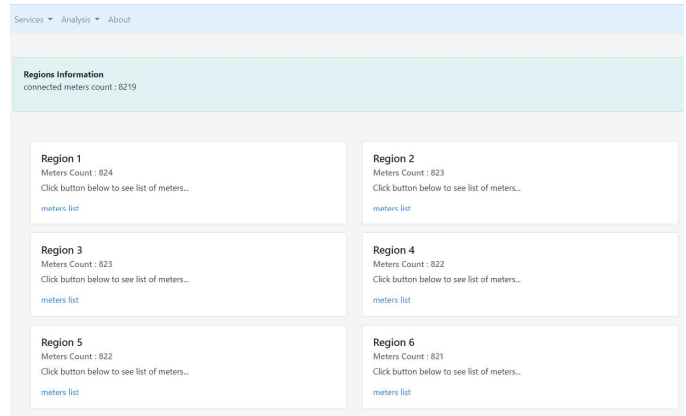 Services Analysis About
Regions Information
connected meters count : 8219
Region 1
Meters Count : 824
Click button below to see list of meters...
meters list
Region 2
Meters Count : 823
Click button below to see list of meters...
meters list
Region 3
Meters Count : 823
Click button below to see list of meters...
meters list
Region 4
Meters Count : 822
Click button below to see list of meters...
meters list
Region 5
Meters Count : 822
Click button below to see list of meters...
meters list
Region 6
Meters Count : 821
Click button below to see list of meters...
meters list